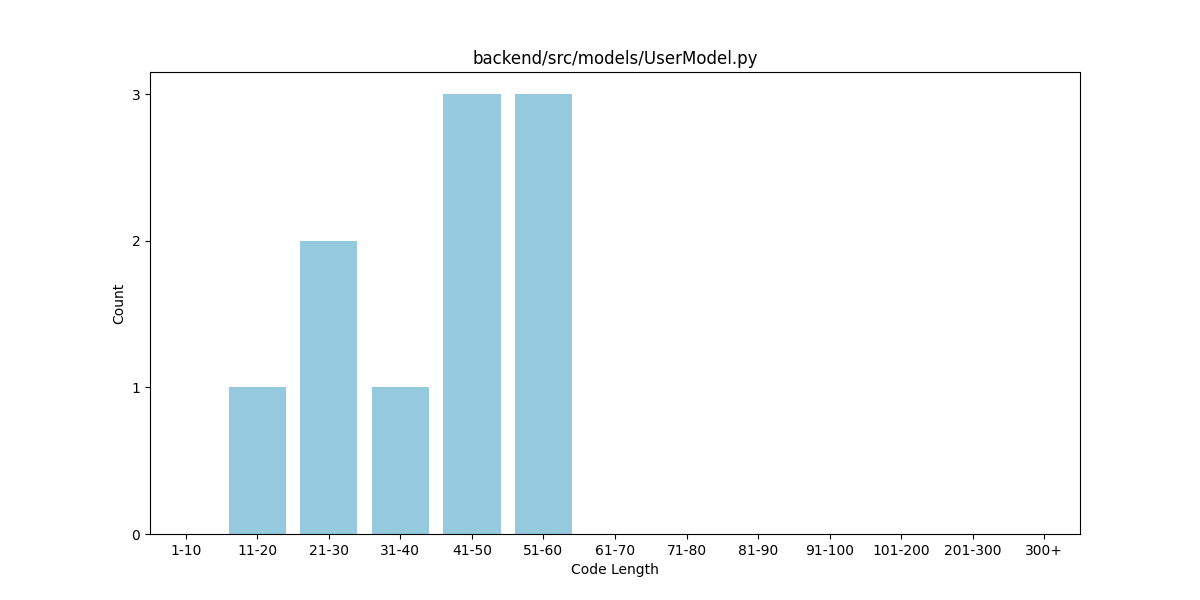 backend/src/models/UserModel.py
Count
3
2
1
0
1-10 11-20 21-30 31-40 41-50 51-60 61-70 71-80 81-90 91-100 101-200 201-300 300+
Code Length